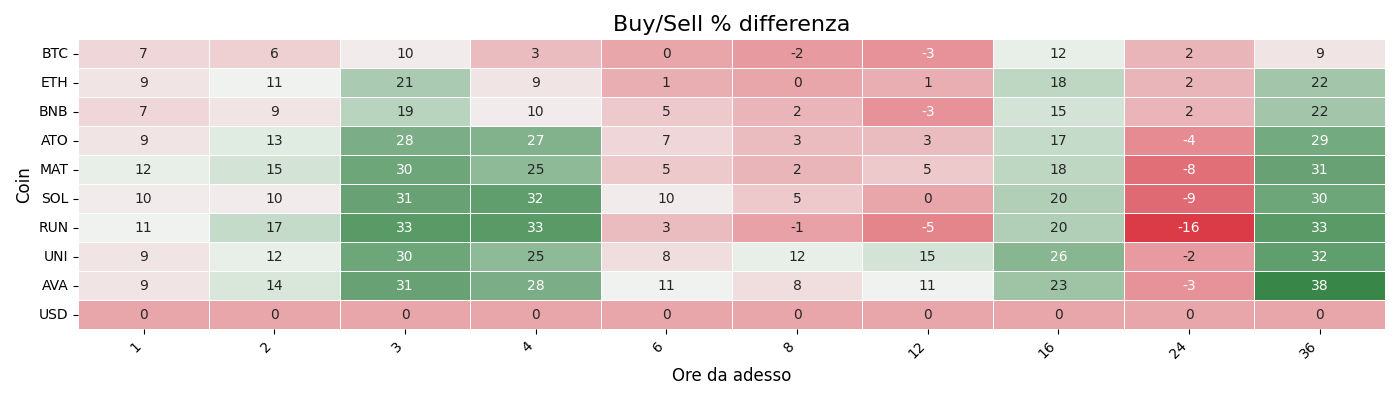 Buy/Sell % differenza
BTC 7 6 10 3 0 -2 -3 12 2 9
ETH 9 11 21 9 1 0 1 18 2 22
BNB 7 9 19 10 5 2 -3 15 2 22
ATO 9 13 28 27 7 3 3 17 -4 29
MAT 12 15 30 25 5 2 5 18 -8 31
SOL 10 10 31 32 10 5 0 20 -9 30
RUN 11 17 33 33 3 -1 -5 20 -16 33
UNI 9 12 30 25 8 12 15 26 -2 32
AVA 9 14 31 28 11 8 11 23 -3 38
USD 0 0 0 0 0 0 0 0 0 0
Coin
1 2 3 4 6 8 12 16 24 36
Ore da adesso